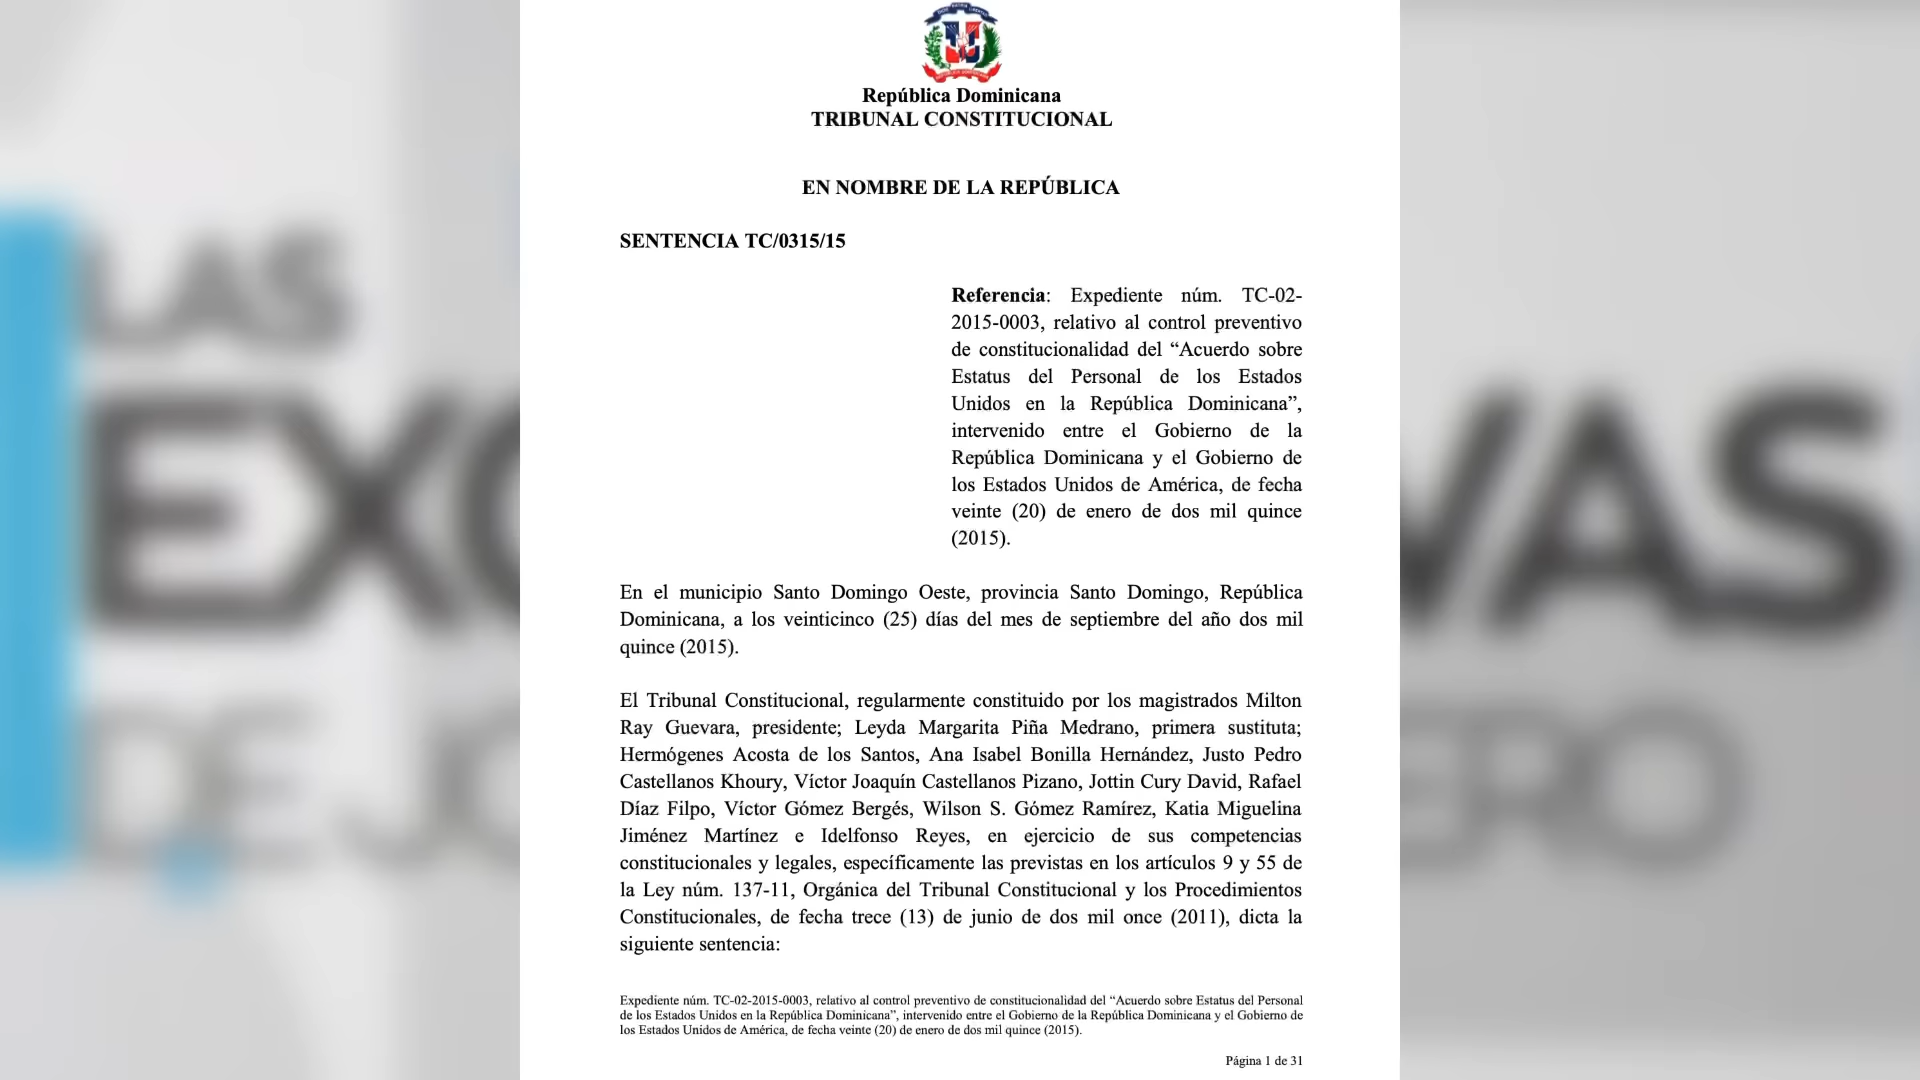 República Dominicana
TRIBUNAL CONSTITUCIONAL
EN NOMBRE DE LA REPÚBLICA
SENTENCIA TC/0315/15
Referencia: Expediente núm. TC-02-
2015-0003, relativo al control preventivo
de constitucionalidad del “Acuerdo sobre
Estatus del Personal de los Estados
Unidos en la República Dominicana”,
intervenido entre el Gobierno de la
República Dominicana y el Gobierno de
los Estados Unidos de América, de fecha
veinte (20) de enero de dos mil quince
(2015).
En el municipio Santo Domingo Oeste, provincia Santo Domingo, República
Dominicana, a los veinticinco (25) días del mes de septiembre del año dos mil
quince (2015).
El Tribunal Constitucional, regularmente constituido por los magistrados Milton
Ray Guevara, presidente; Leyda Margarita Piña Medrano, primera sustituta;
Hermógenes Acosta de los Santos, Ana Isabel Bonilla Hernández, Justo Pedro
Castellanos Khoury, Víctor Joaquín Castellanos Pizano, Jottin Cury David, Rafael
Díaz Filpo, Víctor Gómez Bergés, Wilson S. Gómez Ramírez, Katia Miguelina
Jiménez Martínez e Idelfonso Reyes, en ejercicio de sus competencias
constitucionales y legales, específicamente las previstas en los artículos 9 y 55 de
la Ley núm. 137-11, Orgánica del Tribunal Constitucional y los Procedimientos
Constitucionales, de fecha trece (13) de junio de dos mil once (2011), dicta la
siguiente sentencia:
Expediente núm. TC-02-2015-0003, relativo al control preventivo de constitucionalidad del “Acuerdo sobre Estatus del Personal
de los Estados Unidos en la República Dominicana”, intervenido entre el Gobierno de la República Dominicana y el Gobierno de
los Estados Unidos de América, de fecha veinte (20) de enero de dos mil quince (2015).
Página 1 de 31
LAS
DE